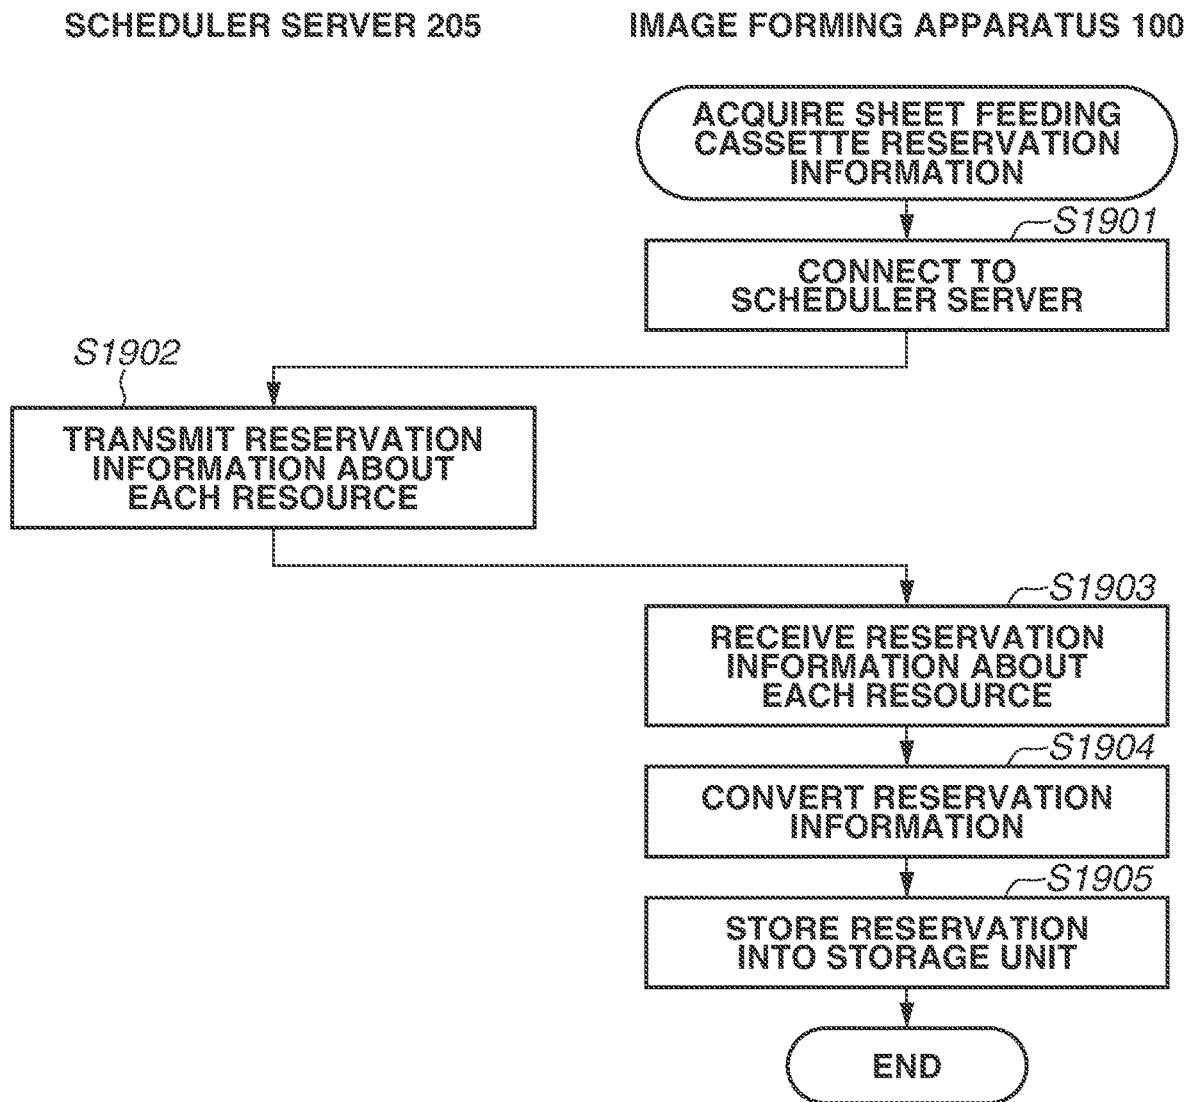 SCHEDULER SERVER 205
IMAGE FORMING APPARATUS 100
ACQUIRE SHEET FEEDING
CASSETTE RESERVATION
INFORMATION
S1901
CONNECT TO
SCHEDULER SERVER
S1902
TRANSMIT RESERVATION
INFORMATION ABOUT
EACH RESOURCE
S1903
RECEIVE RESERVATION
INFORMATION ABOUT
EACH RESOURCE
S1904
CONVERT RESERVATION
INFORMATION
S1905
STORE RESERVATION
INTO STORAGE UNIT
END